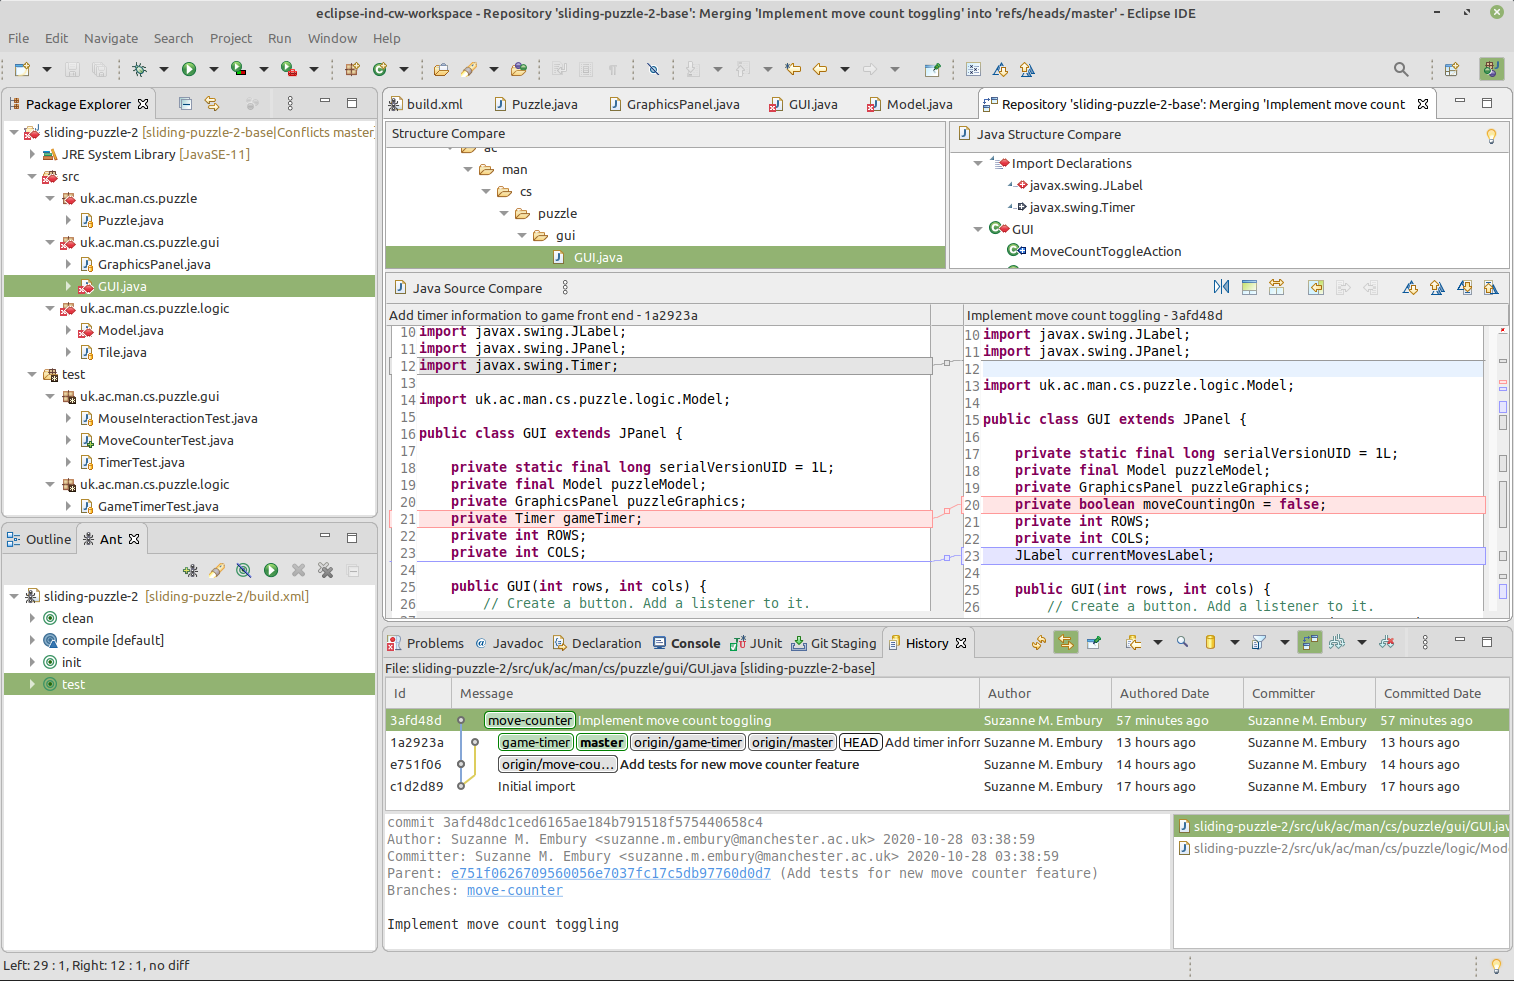 eclipse-ind-cw-workspace - Repository 'sliding-puzzle-2-base': Merging 'Implement move count toggling' into 'refs/heads/master' - Eclipse IDE
File Edit Navigate Search Project Run Window Help
Package Explorer
sliding-puzzle-2 [sliding-puzzle-2-base|Conflicts master]
JRE System Library [JavaSE-11]
src
uk.ac.man.cs.puzzle
Puzzle.java
uk.ac.man.cs.puzzle.gui
GraphicsPanel.java
GUI.java
uk.ac.man.cs.puzzle.logic
Model.java
Tile.java
test
uk.ac.man.cs.puzzle.gui
MouseInteractionTest.java
MoveCounterTest.java
TimerTest.java
uk.ac.man.cs.puzzle.logic
GameTimerTest.java
Outline Ant
sliding-puzzle-2 [sliding-puzzle-2/build.xml]
clean
compile [default]
init
test
build.xml Puzzle.java GraphicsPanel.java GUI.java Model.java Repository 'sliding-puzzle-2-base': Merging 'Implement move count
Structure Compare
ac
man
cs
puzzle
gui
GUI.java
Java Structure Compare
Import Declarations
javax.swing.JLabel
javax.swing.Timer
GUI
MoveCountToggleAction
Java Source Compare
Add timer information to game front end - 1a2923a
10 import javax.swing.JLabel;
11 import javax.swing.JPanel;
12 import javax.swing.Timer;
13
14 import uk.ac.man.cs.puzzle.logic.Model;
15
16 public class GUI extends JPanel {
17
18 private static final long serialVersionUID = 1L;
19 private final Model puzzleModel;
20 private GraphicsPanel puzzleGraphics;
21 private Timer gameTimer;
22 private int ROWS;
23 private int COLS;
24
25 public GUI(int rows, int cols) {
26 // Create a button. Add a listener to it.
Implement move count toggling - 3afd48d
10 import javax.swing.JLabel;
11 import javax.swing.JPanel;
12
13 import uk.ac.man.cs.puzzle.logic.Model;
14
15 public class GUI extends JPanel {
16
17 private static final long serialVersionUID = 1L;
18 private final Model puzzleModel;
19 private GraphicsPanel puzzleGraphics;
20 private boolean moveCountingOn = false;
21 private int ROWS;
22 private int COLS;
23 JLabel currentMovesLabel;
24
25 public GUI(int rows, int cols) {
26 // Create a button. Add a listener to it.
Problems Javadoc Declaration Console JUnit Git Staging History
File: sliding-puzzle-2/src/uk/ac/man/cs/puzzle/gui/GUI.java [sliding-puzzle-2-base]
Id Message Author Authored Date Committer Committed Date
3afd48d move-counter Implement move count toggling Suzanne M. Embury 57 minutes ago Suzanne M. Embury 57 minutes ago
1a2923a game-timer master origin/game-timer origin/master HEAD Add timer inforr Suzanne M. Embury 13 hours ago Suzanne M. Embury 13 hours ago
e751f06 origin/move-cou... Add tests for new move counter feature Suzanne M. Embury 14 hours ago Suzanne M. Embury 14 hours ago
c1d2d89 Initial import Suzanne M. Embury 17 hours ago Suzanne M. Embury 17 hours ago
commit 3afd48dc1ced6165ae184b791518f575440658c4
Author: Suzanne M. Embury <suzanne.m.embury@manchester.ac.uk> 2020-10-28 03:38:59
Committer: Suzanne M. Embury <suzanne.m.embury@manchester.ac.uk> 2020-10-28 03:38:59
Parent: e751f0626709560056e7037fc17c5db97760d0d7 (Add tests for new move counter feature)
Branches: move-counter
Implement move count toggling
sliding-puzzle-2/src/uk/ac/man/cs/puzzle/gui/GUI.jav
sliding-puzzle-2/src/uk/ac/man/cs/puzzle/logic/Mod
Left: 29 : 1, Right: 12 : 1, no diff